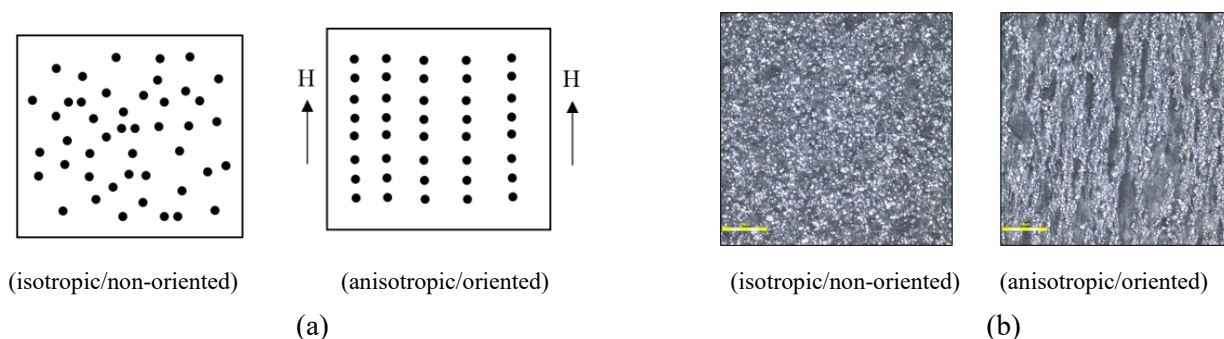 H
H
(isotropic/non-oriented)
(anisotropic/oriented)
(isotropic/non-oriented)
(anisotropic/oriented)
(a)
(b)